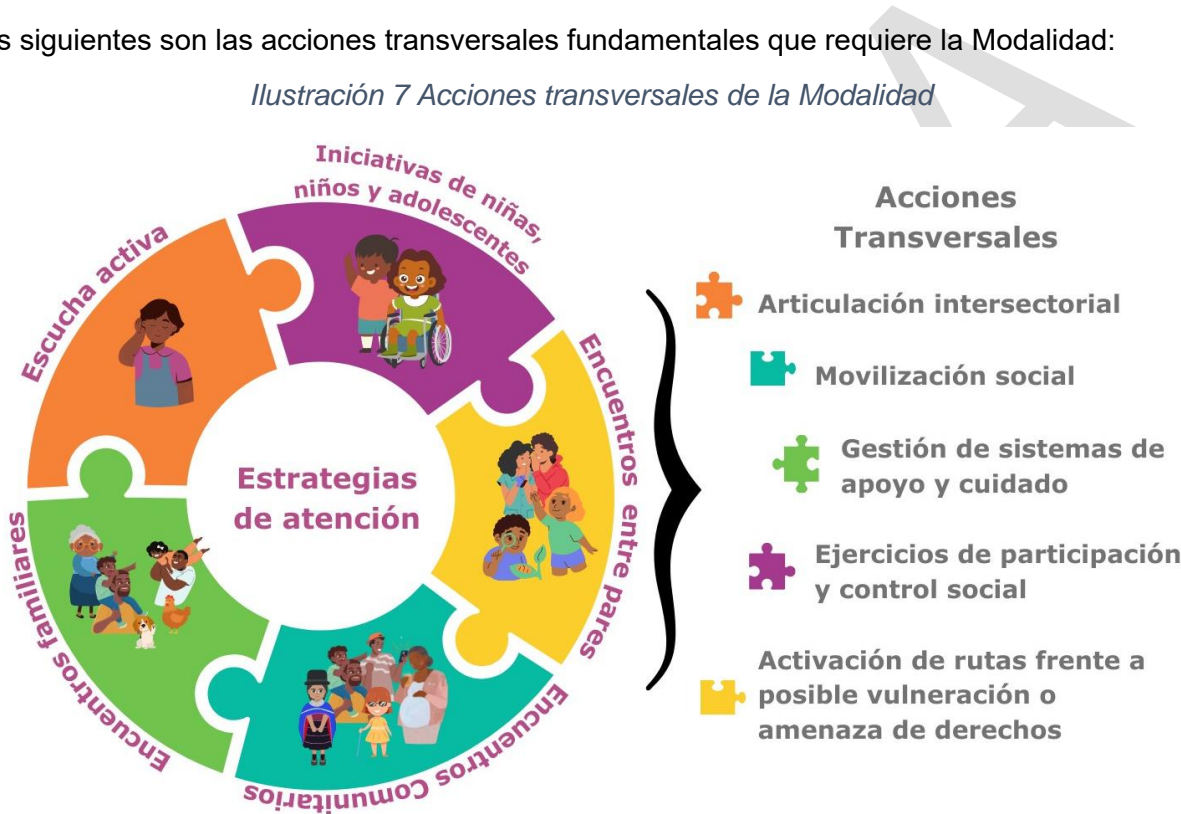 s siguientes son las acciones transversales fundamentales que requiere la Modalidad:
Ilustración 7 Acciones transversales de la Modalidad
Escucha activa
Iniciativas de niñas,
niños y adolescentes
Encuentros entre pares
Encuentros Comunitarios
Encuentros familiares
Estrategias
de atención
Acciones
Transversales
Articulación intersectorial
Movilización social
Gestión de sistemas de
apoyo y cuidado
Ejercicios de participación
y control social
Activación de rutas frente a
posible vulneración o
amenaza de derechos